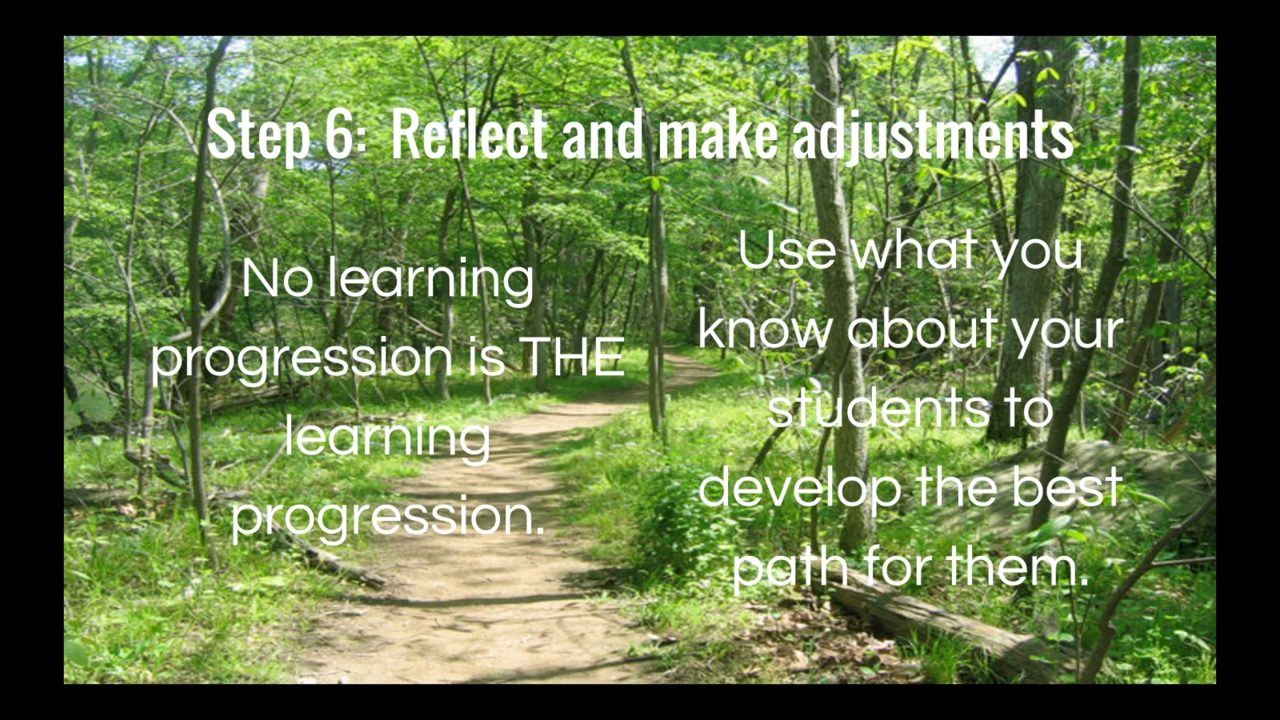 Step 6:  Reflect and make adjustments
No learning
progression is THE
learning
progression.
Use what you
know about your
students to
develop the best
path for them.